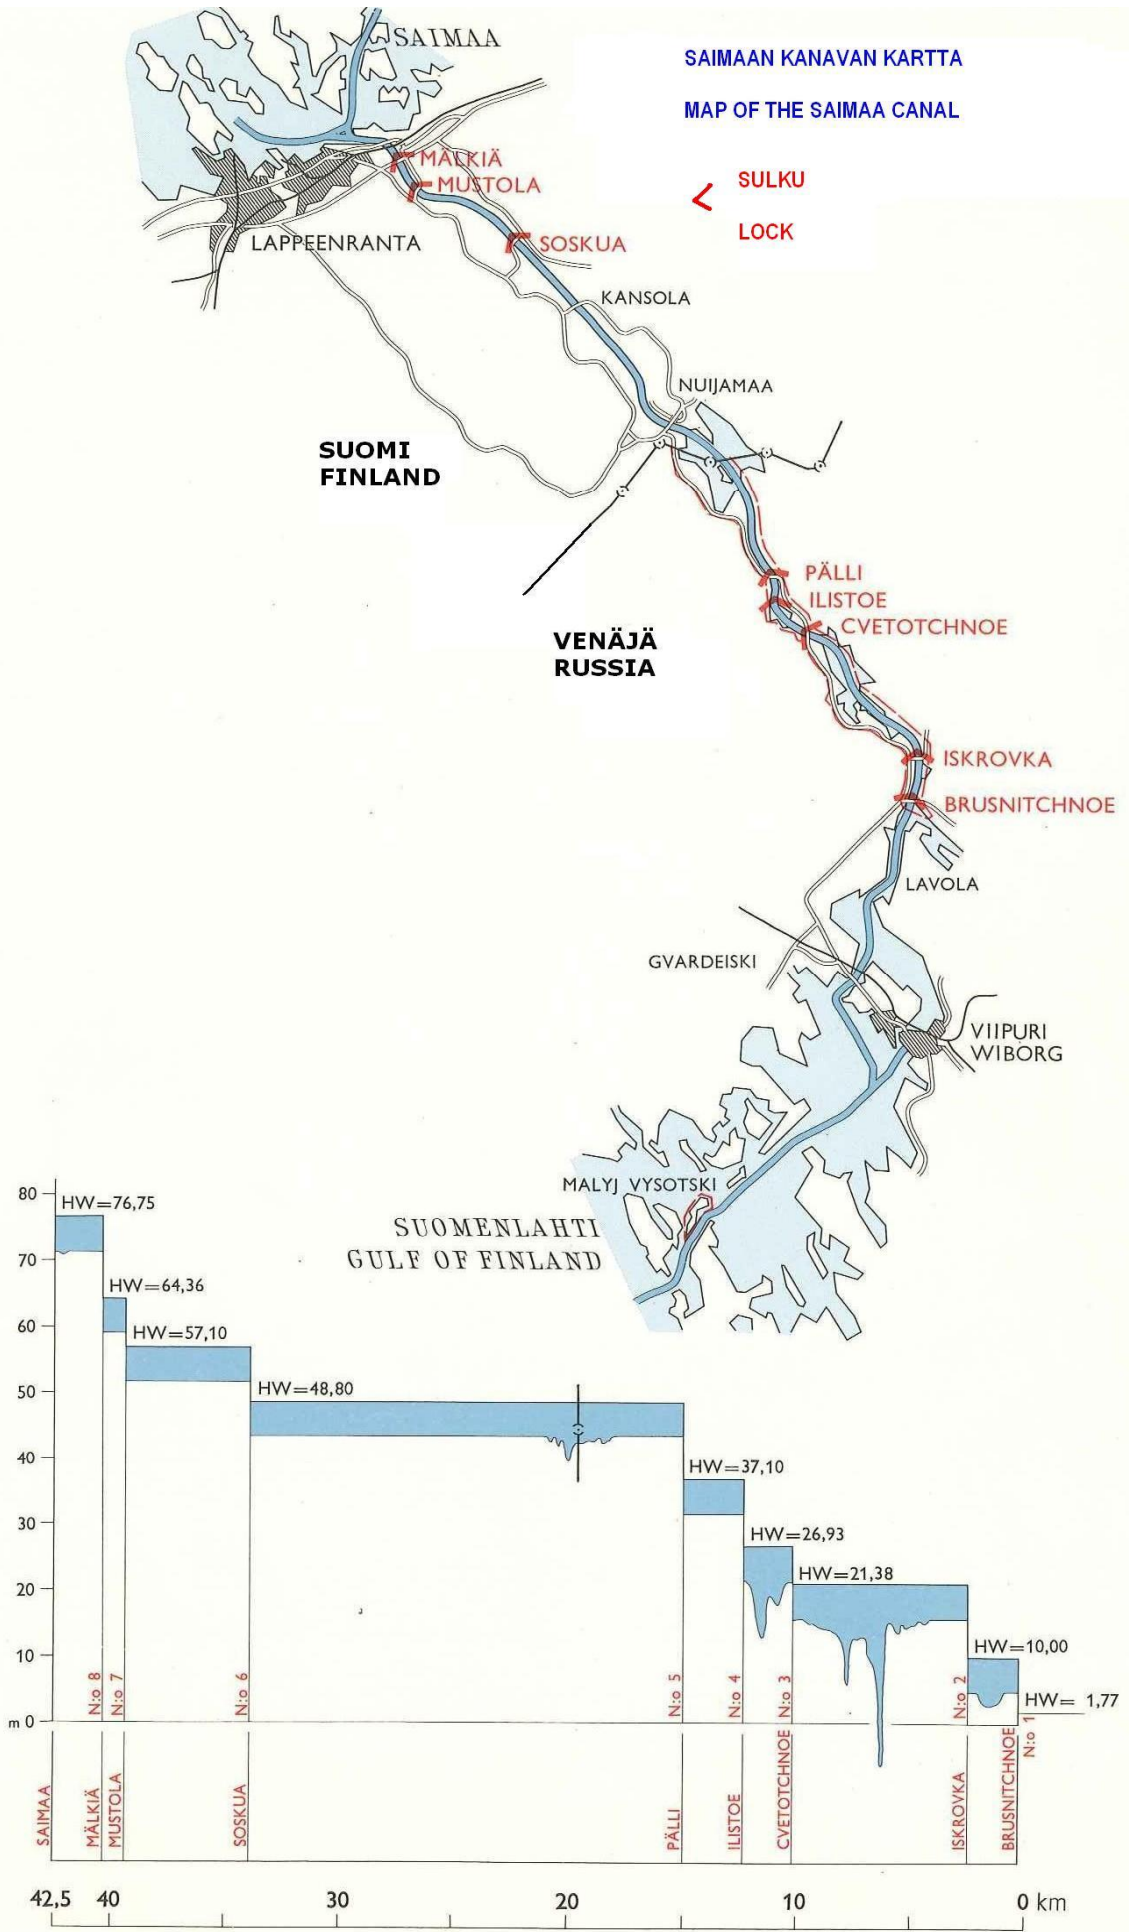 SAIMAA
SAIMAAN KANAVAN KARTTA
MAP OF THE SAIMAA CANAL
MÄLKIÄ
MUSTOLA
SULKU
LOCK
LAPPEENRANTA
SOSKUA
KANSOLA
NUIJAMAA
SUOMI
FINLAND
PÄLLI
ILISTOE
CVETOTCHNOE
VENÄJÄ
RUSSIA
ISKROVKA
BRUSNITCHNOE
LAVOLA
GVARDEISKI
VIIPURI
WIBORG
MALYJ VYSOTSKI
SUOMENLAHTI
GULF OF FINLAND
80
HW=76,75
70
HW=64,36
60
HW=57,10
50
HW=48,80
40
HW=37,10
30
HW=26,93
20
HW=21,38
10
HW=10,00
HW= 1,77
m 0
N:o 8
N:o 7
N:o 6
N:o 5
N:o 4
N:o 3
N:o 2
N:o 1
SAIMAA
MÄLKIÄ
MUSTOLA
SOSKUA
PÄLLI
ILISTOE
CVETOTCHNOE
ISKROVKA
BRUSNITCHNOE
42,5 40 30 20 10 0 km